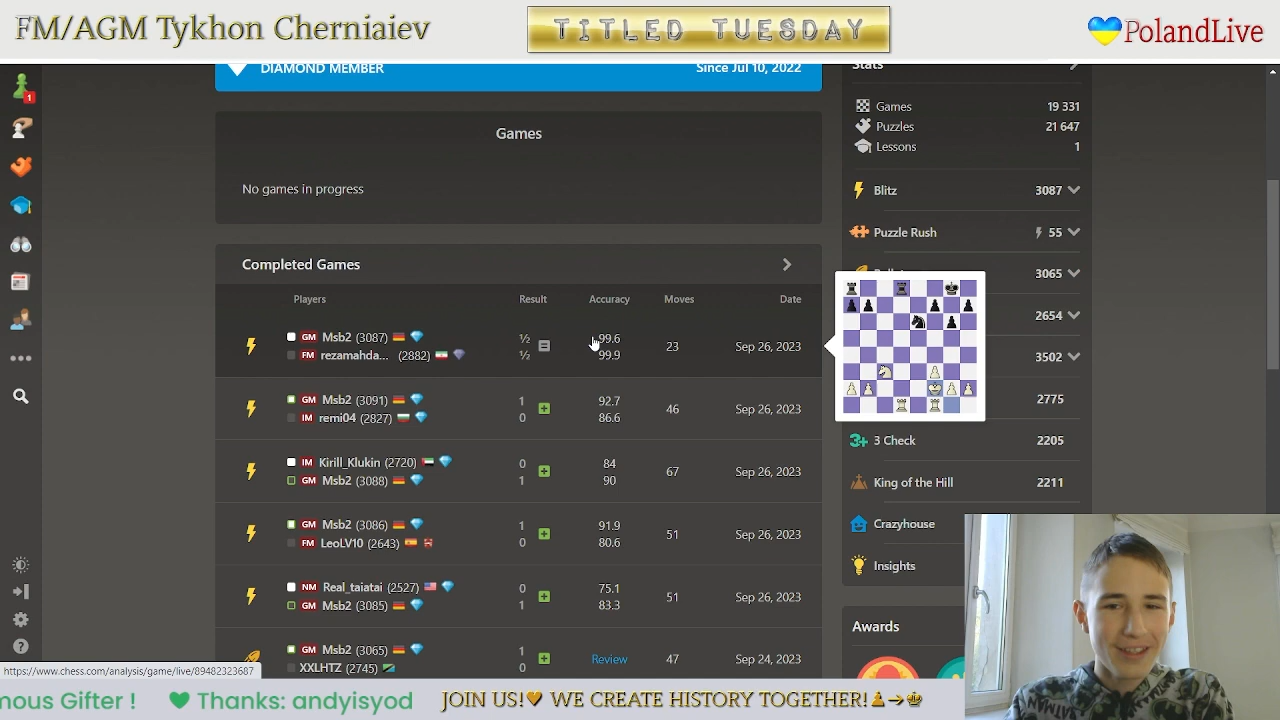 FM/AGM Tykhon Cherniaiev
TITLED TUESDAY
PolandLive
DIAMOND MEMBER Since Jul 10, 2022
Games
No games in progress
Completed Games
Players Result Accuracy Moves Date
GM Msb2 (3087) ½ 99.6
FM rezamahda... (2882) ½ 99.9
23 Sep 26, 2023
GM Msb2 (3091) 1 92.7
IM remi04 (2827) 0 86.6
46 Sep 26, 2023
IM Kirill_Klukin (2720) 0 84
GM Msb2 (3088) 1 90
67 Sep 26, 2023
GM Msb2 (3086) 1 91.9
FM LeoLV10 (2643) 0 80.6
51 Sep 26, 2023
NM Real_taiatai (2527) 0 75.1
GM Msb2 (3085) 1 83.3
51 Sep 26, 2023
GM Msb2 (3065) 1
XXLHTZ (2745) 0
Review 47 Sep 24, 2023
Stats
Games 19 331
Puzzles 21 647
Lessons 1
Blitz 3087
Puzzle Rush 55
3065
2654
3502
2775
3 Check 2205
King of the Hill 2211
Crazyhouse
Insights
Awards
1
https://www.chess.com/analysis/game/live/89482323687
mous Gifter !
Thanks: andyisyod
JOIN US! WE CREATE HISTORY TOGETHER!